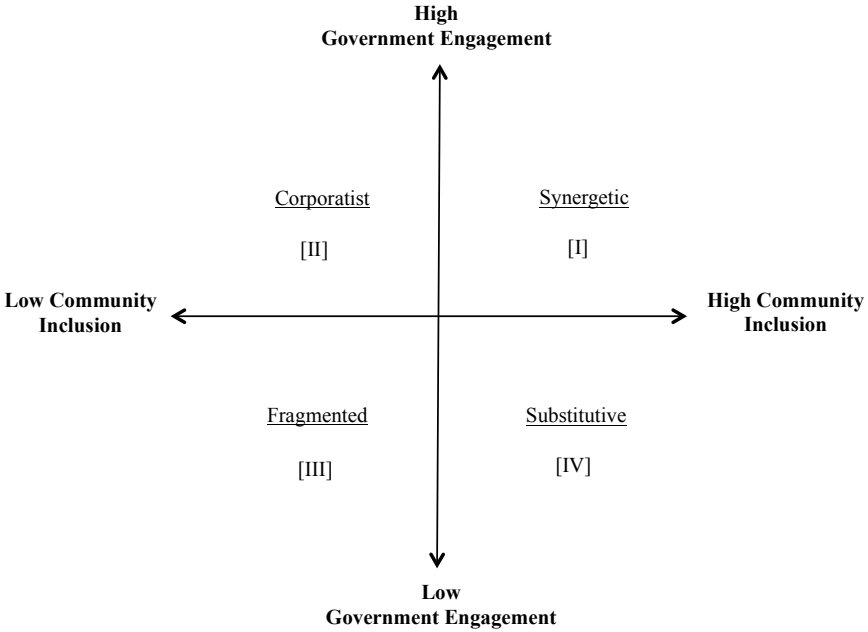 High
Government Engagement
Corporatist
Synergetic
[II]
[I]
Low Community
Inclusion
High Community
Inclusion
Fragmented
Substitutive
[III]
[IV]
Low
Government Engagement